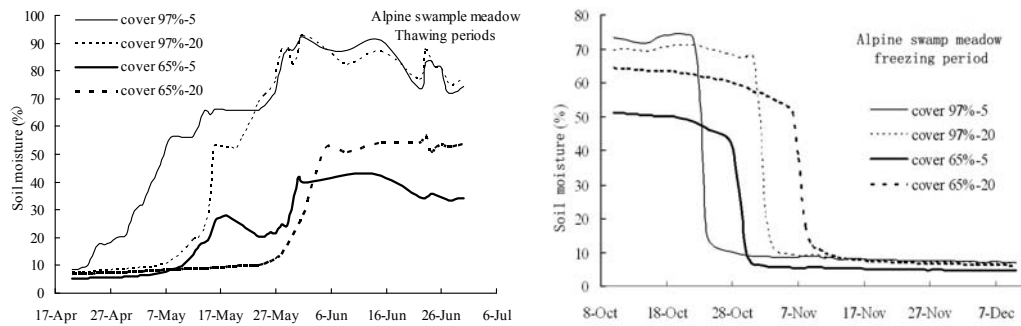 Alpine swample meadow
Thawing periods
cover 97%-5
cover 97%-20
cover 65%-5
cover 65%-20
Soil moisture (%)
100
90
80
70
60
50
40
30
20
10
0
17-Apr 27-Apr 7-May 17-May 27-May 6-Jun 16-Jun 26-Jun 6-Jul
Alpine swamp meadow
freezing period
cover 97%-5
cover 97%-20
cover 65%-5
cover 65%-20
Soil moisture (%)
80
70
60
50
40
30
20
10
0
8-Oct 18-Oct 28-Oct 7-Nov 17-Nov 27-Nov 7-Dec